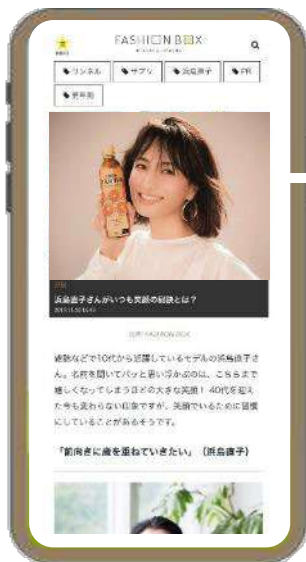 FASHION BOX
リンネル
サプリ
浜島直子
PR
更年期
浜島直子さんがいつも笑顔の秘訣とは？
雑誌などで10代から活躍しているモデルの浜島直子さ
ん。名前を聞いてパッと思い浮かぶのは、こちらまで
嬉しくなってしまうほどの大きな笑顔！ 40代を迎え
た今も変わらない印象ですが、笑顔でいるために習慣
にしていることがあるそうです。
「前向きに歳を重ねていきたい」（浜島直子）